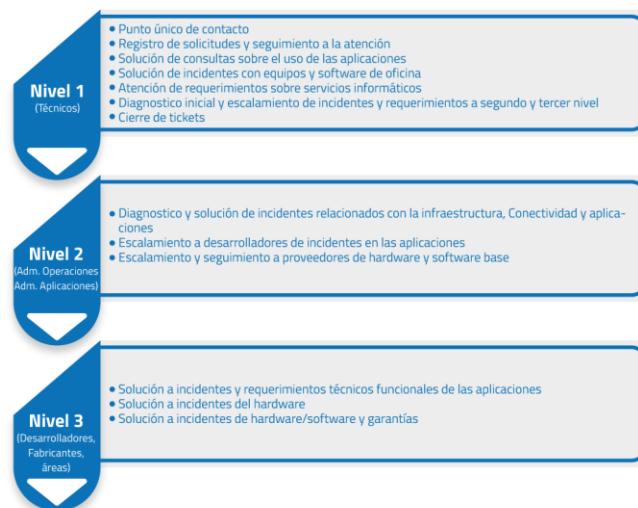 Nivel 1
(Técnicos)
• Punto único de contacto
• Registro de solicitudes y seguimiento a la atención
• Solución de consultas sobre el uso de las aplicaciones
• Solución de incidentes con equipos y software de oficina
• Atención de requerimientos sobre servicios informáticos
• Diagnostico inicial y escalamiento de incidentes y requerimientos a segundo y tercer nivel
• Cierre de tickets
Nivel 2
(Adm. Operaciones
Adm. Aplicaciones)
• Diagnostico y solución de incidentes relacionados con la infraestructura, Conectividad y aplica-
ciones
• Escalamiento a desarrolladores de incidentes en las aplicaciones
• Escalamiento y seguimiento a proveedores de hardware y software base
Nivel 3
(Desarrolladores,
Fabricantes,
áreas)
• Solución a incidentes y requerimientos técnicos funcionales de las aplicaciones
• Solución a incidentes del hardware
• Solución a incidentes de hardware/software y garantías